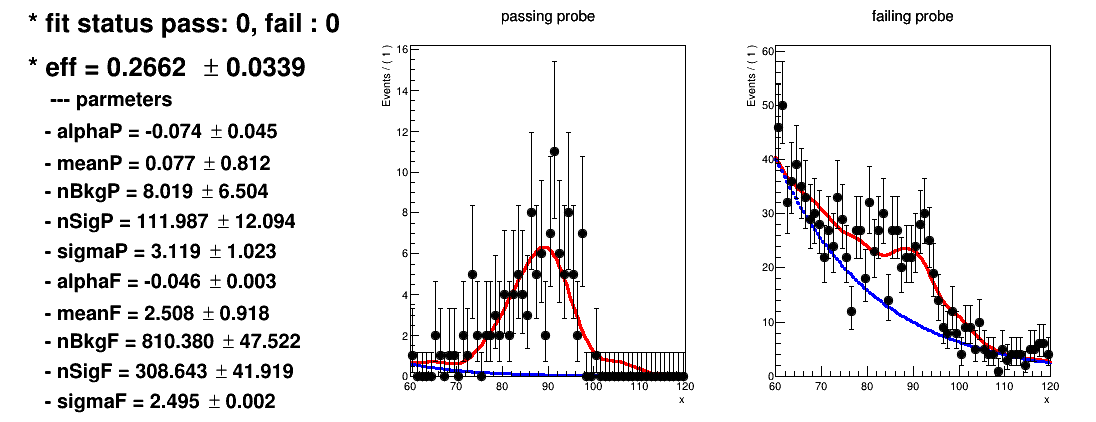 * fit status pass: 0, fail : 0
* eff = 0.2662 ± 0.0339
--- parmeters
- alphaP = -0.074 ± 0.045
- meanP = 0.077 ± 0.812
- nBkgP = 8.019 ± 6.504
- nSigP = 111.987 ± 12.094
- sigmaP = 3.119 ± 1.023
- alphaF = -0.046 ± 0.003
- meanF = 2.508 ± 0.918
- nBkgF = 810.380 ± 47.522
- nSigF = 308.643 ± 41.919
- sigmaF = 2.495 ± 0.002
passing probe
Events / ( 1 )
16
14
12
10
8
6
4
2
0
60 70 80 90 100 110 120
x
failing probe
Events / ( 1 )
60
50
40
30
20
10
0
60 70 80 90 100 110 120
x